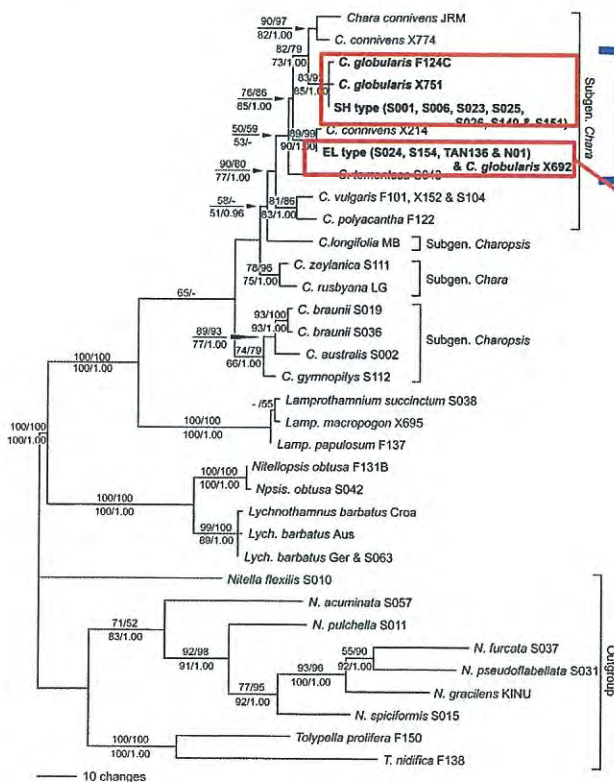 90/97
82/1.00
Chara connivens JRM
C. connivens X774
82/79
73/1.00
C. globularis F124C
C. globularis X751
85/1.00
SH type (S001, S006, S023, S025,
S026, S149 & S151)
76/86
85/1.00
50/59
53/-
89/99
90/1.00
C. connivens X214
EL type (S024, S154, TAN136 & N01)
& C. globularis X692
90/80
77/1.00
81/86
83/1.00
C. vulgaris F101, X152 & S104
C. polyacantha F122
Subgen. Chara
58/-
51/0.96
C.longifolia MB
Subgen. Charopsis
78/96
75/1.00
C. zeylanica S111
C. rusbyana LG
Subgen. Chara
65/-
93/100
93/1.00
C. braunii S019
C. braunii S036
89/93
77/1.00
74/79
66/1.00
C. australis S002
C. gymnopitys S112
Subgen. Charopsis
100/100
100/1.00
- /55
Lamprothamnium succinctum S038
100/100
100/1.00
Lamp. macropogon X695
Lamp. papulosum F137
100/100
100/1.00
100/100
100/1.00
Nitellopsis obtusa F131B
Npsis. obtusa S042
100/100
100/1.00
99/100
89/1.00
Lychnothamnus barbatus Croa
Lych. barbatus Aus
Lych. barbatus Ger & S063
Nitella flexilis S010
71/52
83/1.00
N. acuminata S057
92/98
91/1.00
N. pulchella S011
55/90
92/1.00
N. furcata S037
93/96
100/1.00
N. pseudoflabellata S031
77/95
92/1.00
N. gracilens KINU
N. spiciformis S015
100/100
100/1.00
Tolypella prolifera F150
T. nidifica F138
Outgroup
10 changes